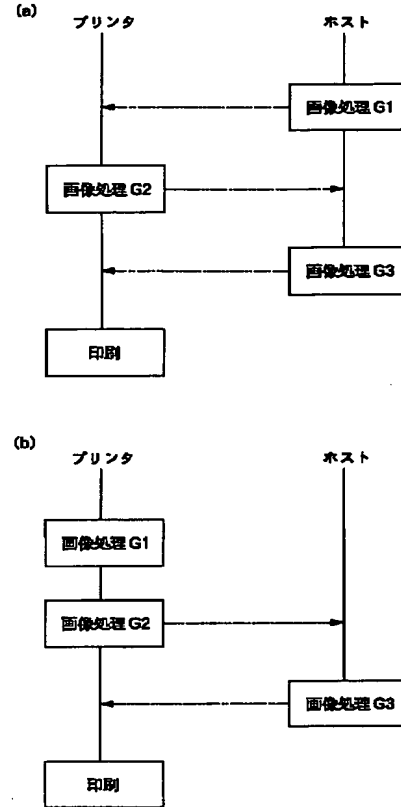 (a)
プリンタ ホスト
画像処理 G1
画像処理 G2
画像処理 G3
印刷
(b)
プリンタ ホスト
画像処理 G1
画像処理 G2
画像処理 G3
印刷